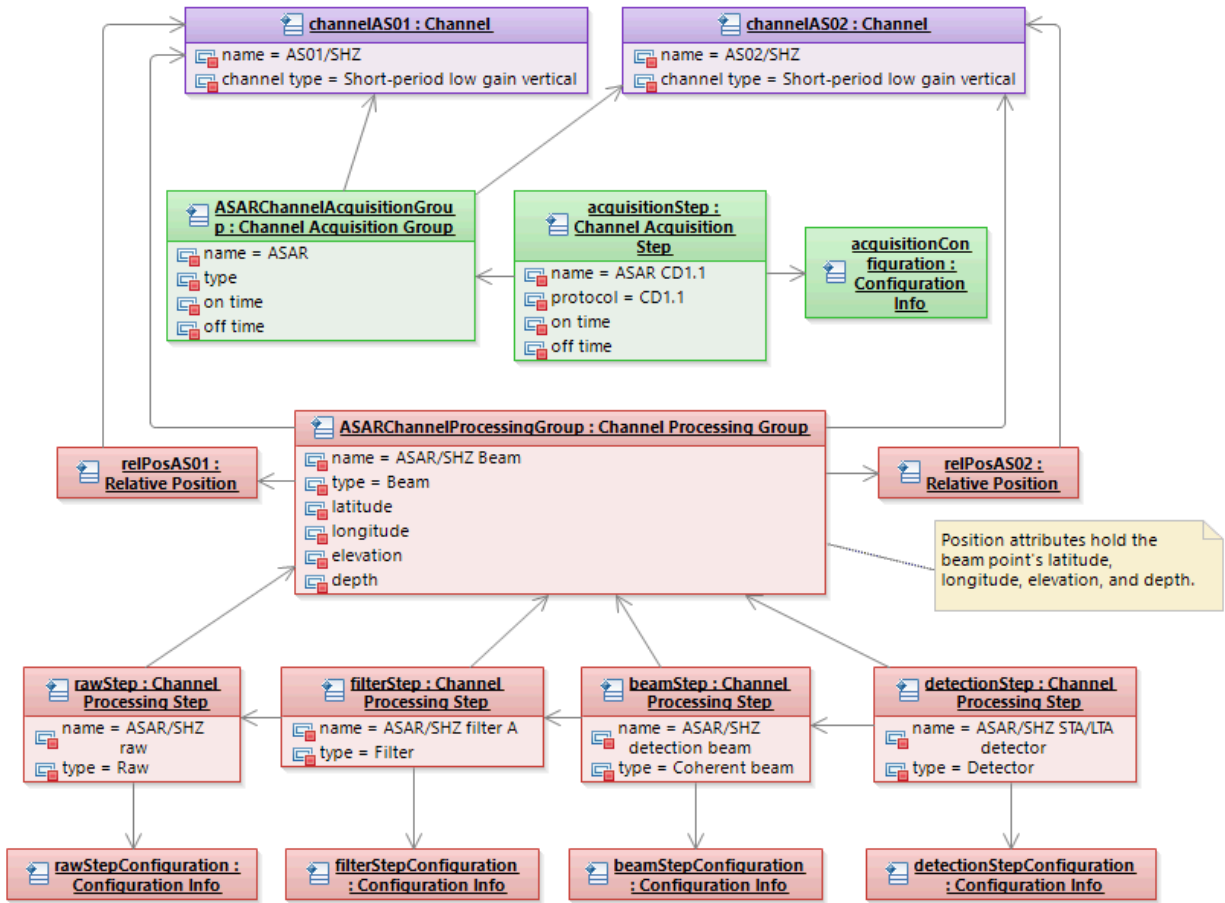 channelAS01 : Channel
name = AS01/SHZ
channel type = Short-period low gain vertical
channelAS02 : Channel
name = AS02/SHZ
channel type = Short-period low gain vertical
ASARChannelAcquisitionGrou
p : Channel Acquisition Group
name = ASAR
type
on time
off time
acquisitionStep :
Channel Acquisition
Step
name = ASAR CD1.1
protocol = CD1.1
on time
off time
acquisitionCon
figuration :
Configuration
Info
ASARChannelProcessingGroup : Channel Processing Group
name = ASAR/SHZ Beam
type = Beam
latitude
longitude
elevation
depth
relPosAS01 :
Relative Position
relPosAS02 :
Relative Position
Position attributes hold the
beam point's latitude,
longitude, elevation, and depth.
rawStep : Channel
Processing Step
name = ASAR/SHZ
raw
type = Raw
filterStep : Channel
Processing Step
name = ASAR/SHZ filter A
type = Filter
beamStep : Channel
Processing Step
name = ASAR/SHZ
detection beam
type = Coherent beam
detectionStep : Channel
Processing Step
name = ASAR/SHZ STA/LTA
detector
type = Detector
rawStepConfiguration :
Configuration Info
filterStepConfiguration
: Configuration Info
beamStepConfiguration
: Configuration Info
detectionStepConfiguration
: Configuration Info